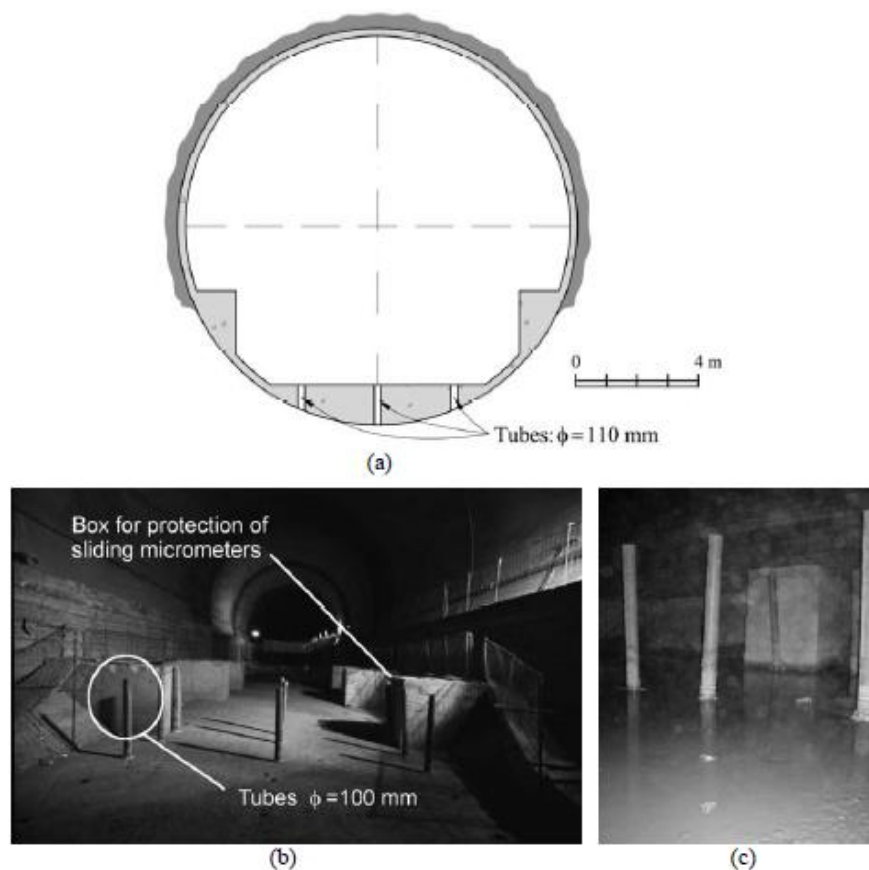 0 4 m
Tubes: ϕ=110 mm
(a)
Box for protection of
sliding micrometers
Tubes ϕ=100 mm
(b) (c)